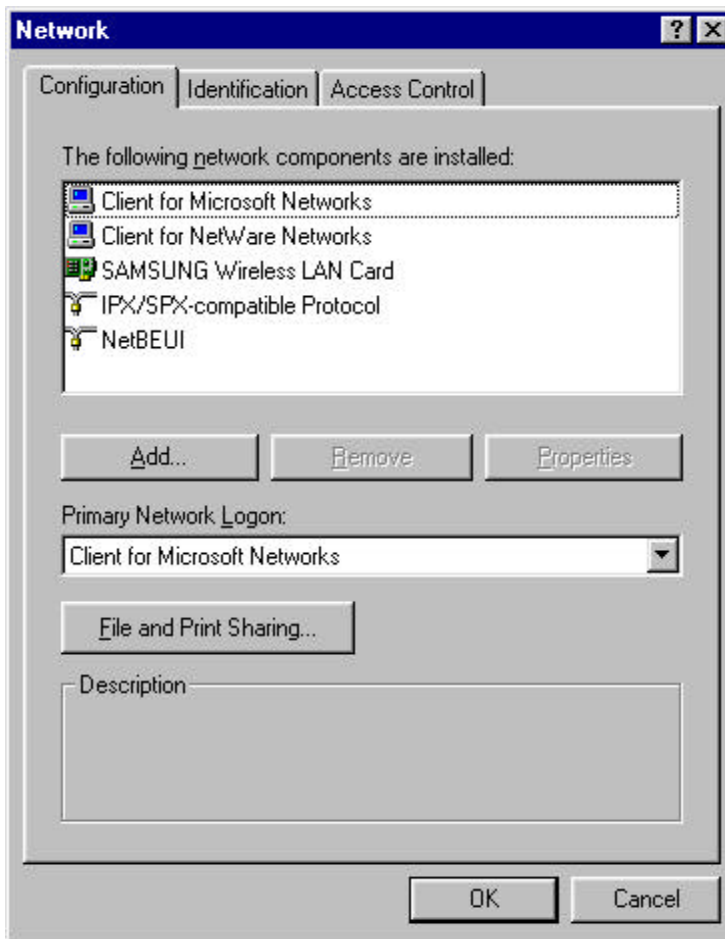 Network
Configuration Identification Access Control
The following network components are installed:
Client for Microsoft Networks
Client for NetWare Networks
SAMSUNG Wireless LAN Card
IPX/SPX-compatible Protocol
NetBEUI
Add... Remove Properties
Primary Network Logon:
Client for Microsoft Networks
File and Print Sharing...
Description
OK Cancel